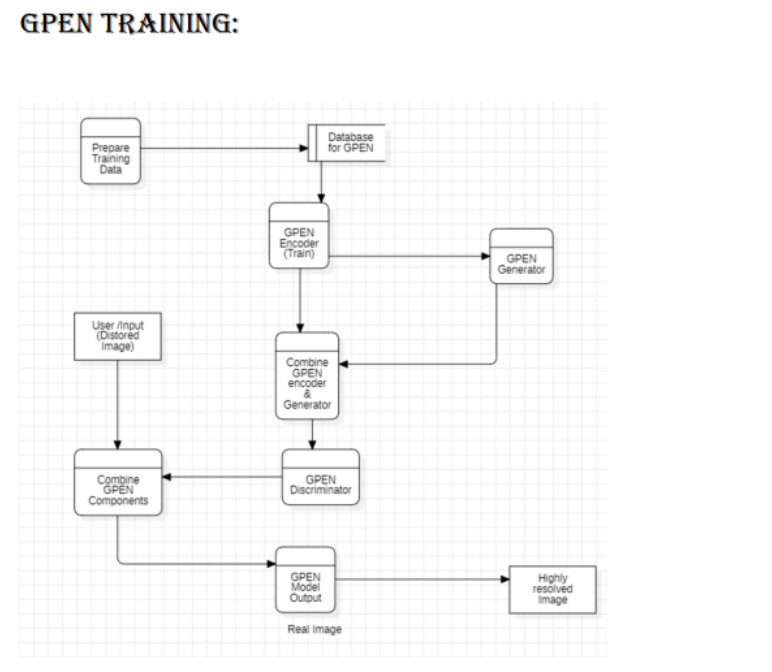 GPEN TRAINING:
Prepare
Training
Data
Database
for GPEN
GPEN
Encoder
(Train)
GPEN
Generator
User /Input
(Distored
Image)
Combine
GPEN
encoder
&
Generator
Combine
GPEN
Components
GPEN
Discriminator
GPEN
Model
Output
Highly
resolved
Image
Real Image